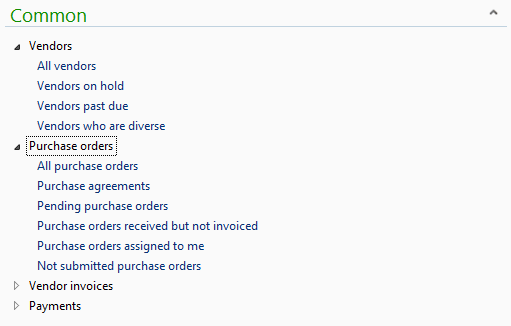 Common
Vendors
All vendors
Vendors on hold
Vendors past due
Vendors who are diverse
Purchase orders
All purchase orders
Purchase agreements
Pending purchase orders
Purchase orders received but not invoiced
Purchase orders assigned to me
Not submitted purchase orders
Vendor invoices
Payments